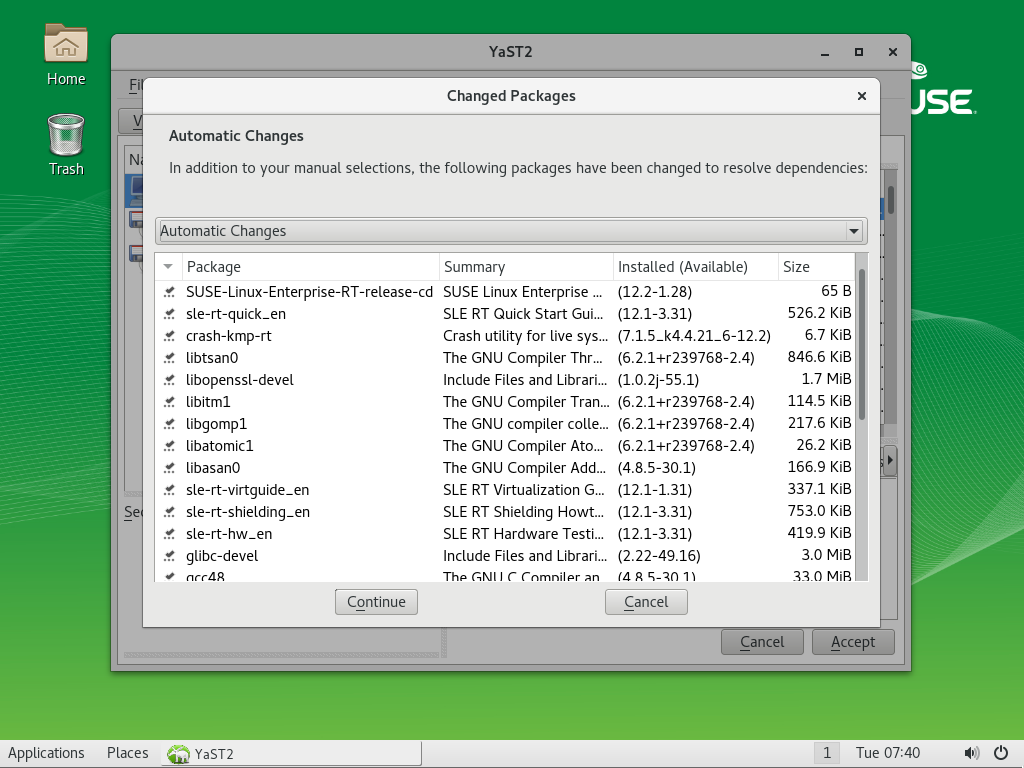 Home
Trash
YaST2
USE
Changed Packages
Automatic Changes
In addition to your manual selections, the following packages have been changed to resolve dependencies:
Automatic Changes
Package Summary Installed (Available) Size
SUSE-Linux-Enterprise-RT-release-cd SUSE Linux Enterprise ... (12.2-1.28) 65 B
sle-rt-quick_en SLE RT Quick Start Gui... (12.1-3.31) 526.2 KiB
crash-kmp-rt Crash utility for live sys... (7.1.5_k4.4.21_6-12.2) 6.7 KiB
libtsan0 The GNU Compiler Thr... (6.2.1+r239768-2.4) 846.6 KiB
libopenssl-devel Include Files and Librari... (1.0.2j-55.1) 1.7 MiB
libitm1 The GNU Compiler Tran... (6.2.1+r239768-2.4) 114.5 KiB
libgomp1 The GNU compiler colle... (6.2.1+r239768-2.4) 217.6 KiB
libatomic1 The GNU Compiler Ato... (6.2.1+r239768-2.4) 26.2 KiB
libasan0 The GNU Compiler Add... (4.8.5-30.1) 166.9 KiB
sle-rt-virtguide_en SLE RT Virtualization G... (12.1-1.31) 337.1 KiB
sle-rt-shielding_en SLE RT Shielding Howt... (12.1-3.31) 753.0 KiB
sle-rt-hw_en SLE RT Hardware Testi... (12.1-3.31) 419.9 KiB
glibc-devel Include Files and Librari... (2.22-49.16) 3.0 MiB
gcc48 The GNU C Compiler an (4.8.5-30.1) 33.0 MiB
Continue Cancel
Cancel Accept
Applications Places YaST2 1 Tue 07:40